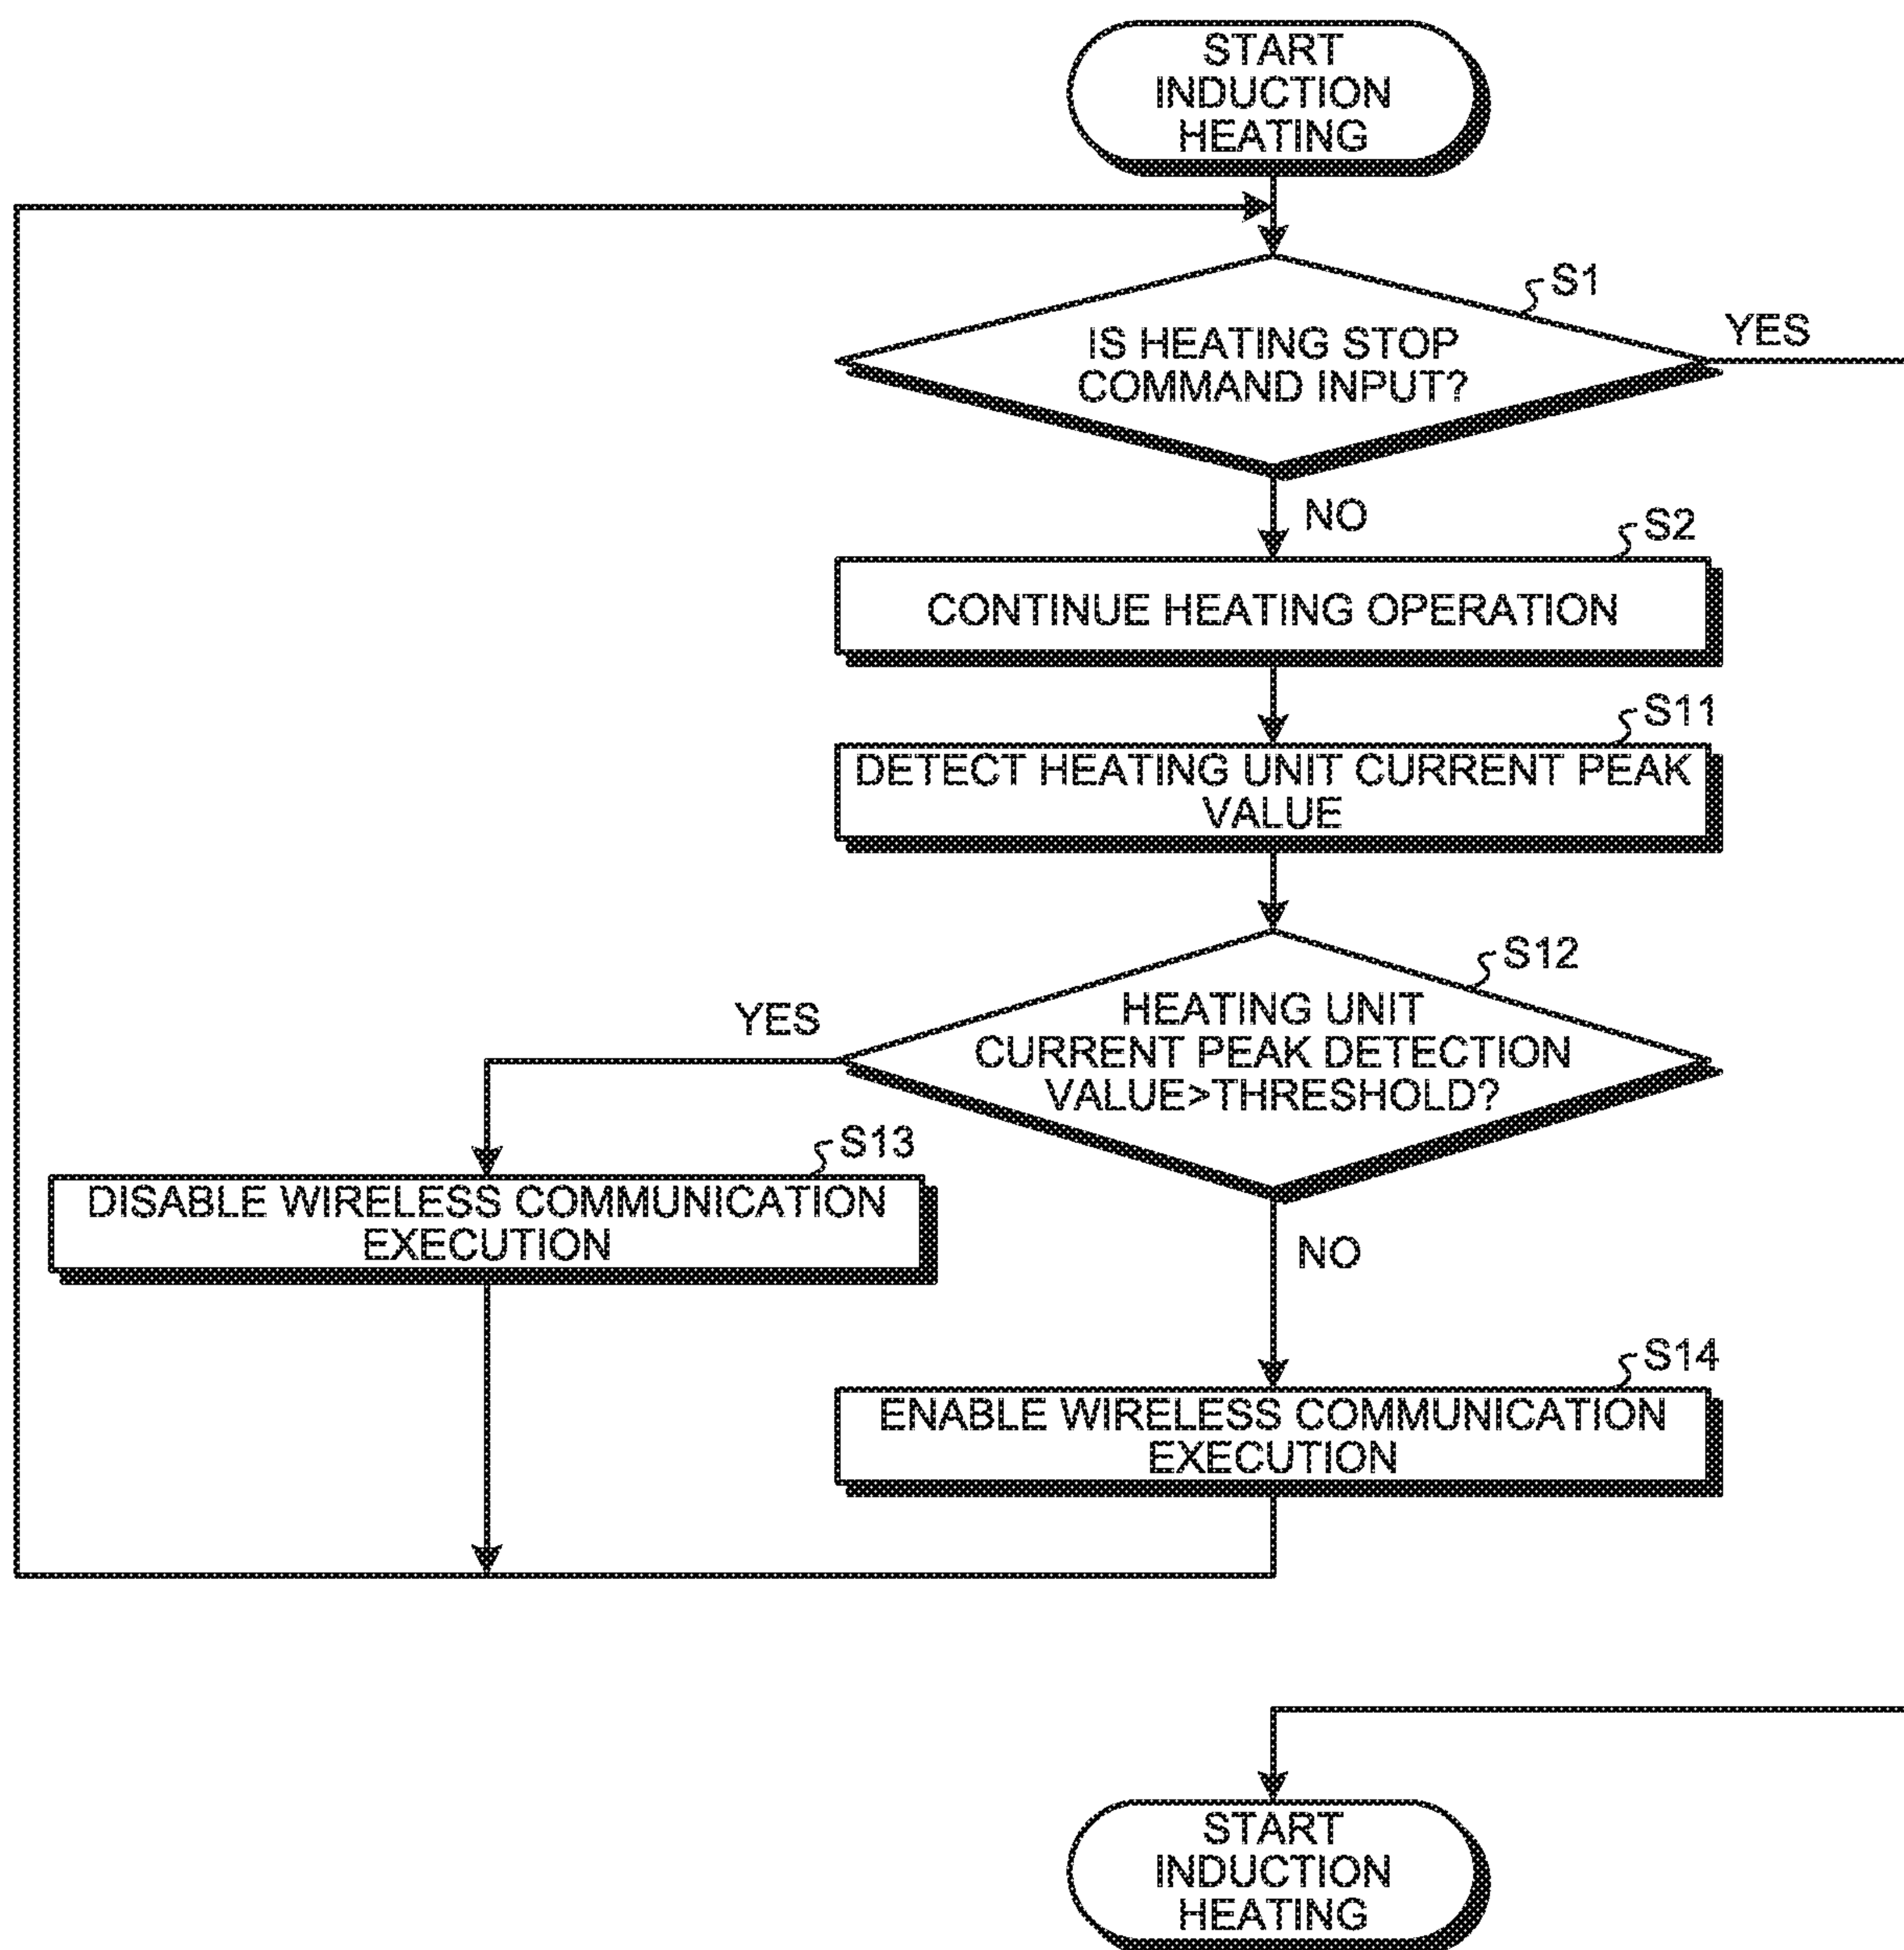 START
INDUCTION
HEATING
S1
IS HEATING STOP
COMMAND INPUT?
YES
NO
S2
CONTINUE HEATING OPERATION
S11
DETECT HEATING UNIT CURRENT PEAK
VALUE
S12
HEATING UNIT
CURRENT PEAK DETECTION
VALUE>THRESHOLD?
YES
S13
DISABLE WIRELESS COMMUNICATION
EXECUTION
NO
S14
ENABLE WIRELESS COMMUNICATION
EXECUTION
START
INDUCTION
HEATING